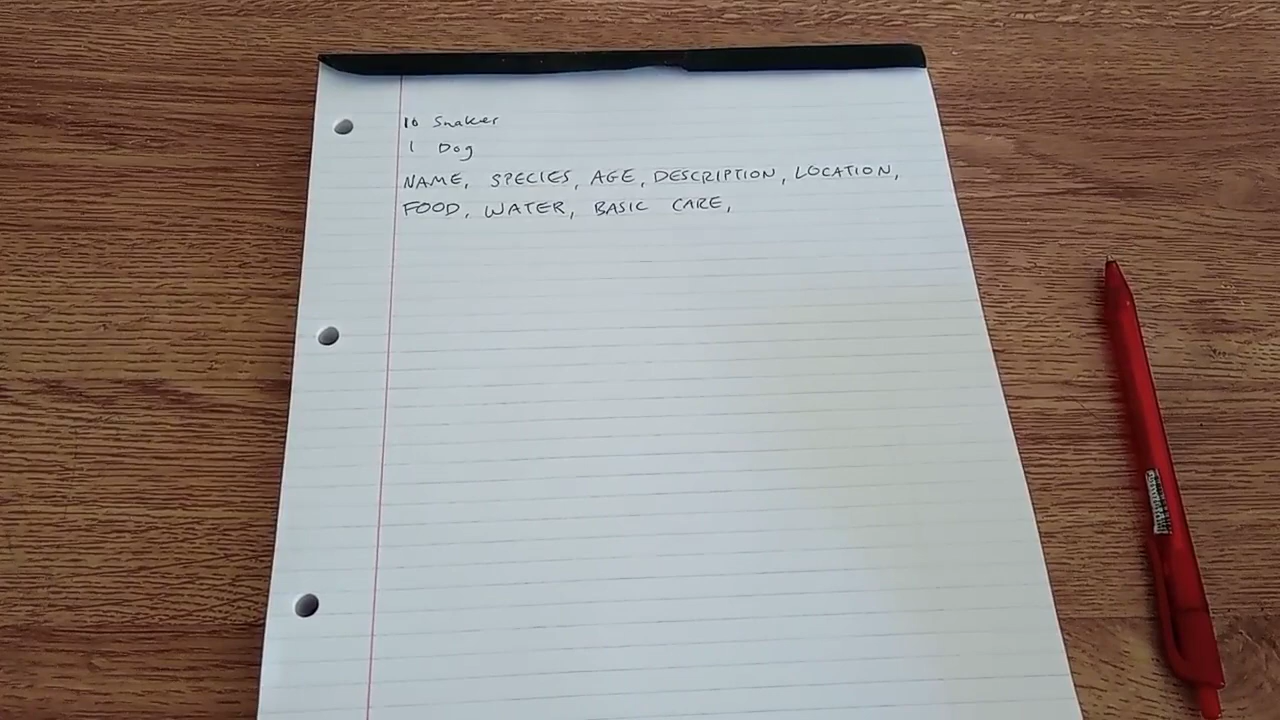 10 Snakes
1 Dog
NAME, SPECIES, AGE, DESCRIPTION, LOCATION,
FOOD, WATER, BASIC CARE,